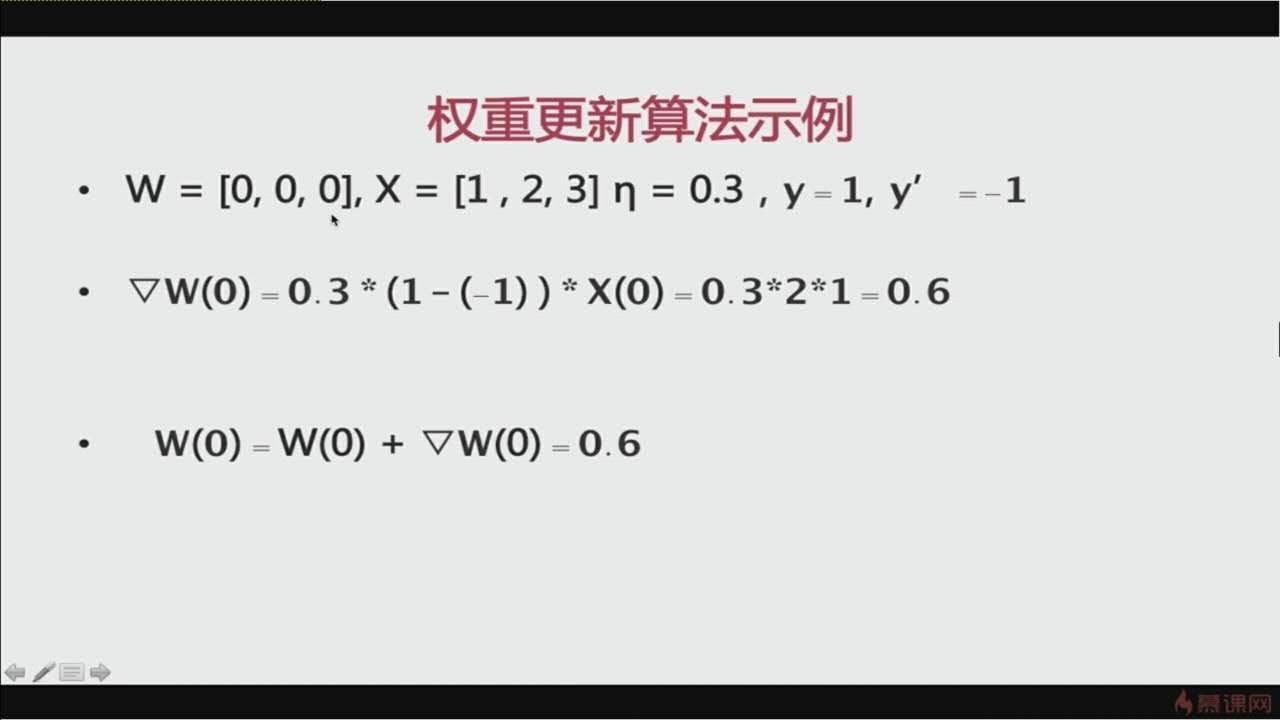 权重更新算法示例
• W = [0, 0, 0], X = [1 , 2, 3] η = 0.3 , y = 1, y′ = -1
• ▽W(0) = 0.3 * (1 - (-1) ) * X(0) = 0.3*2*1 = 0.6
• W(0) = W(0) + ▽W(0) = 0.6
慕课网